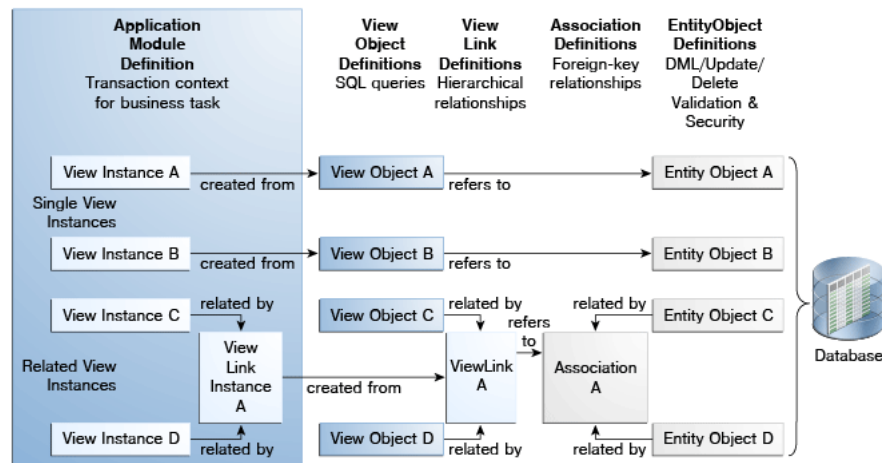 Application
Module
Definition
Transaction context
for business task
View
Object
Definitions
SQL queries
View
Link
Definitions
Hierarchical
relationships
Association
Definitions
Foreign-key
relationships
EntityObject
Definitions
DML/Update/
Delete
Validation &
Security
View Instance A
created from
View Object A
refers to
Entity Object A
Single View
Instances
View Instance B
created from
View Object B
refers to
Entity Object B
View Instance C
related by
View Object C
related by
refers
to
related by
Entity Object C
Related View
Instances
View
Link
Instance
A
created from
ViewLink
A
Association
A
Database
View Instance D
related by
View Object D
related by
related by
Entity Object D